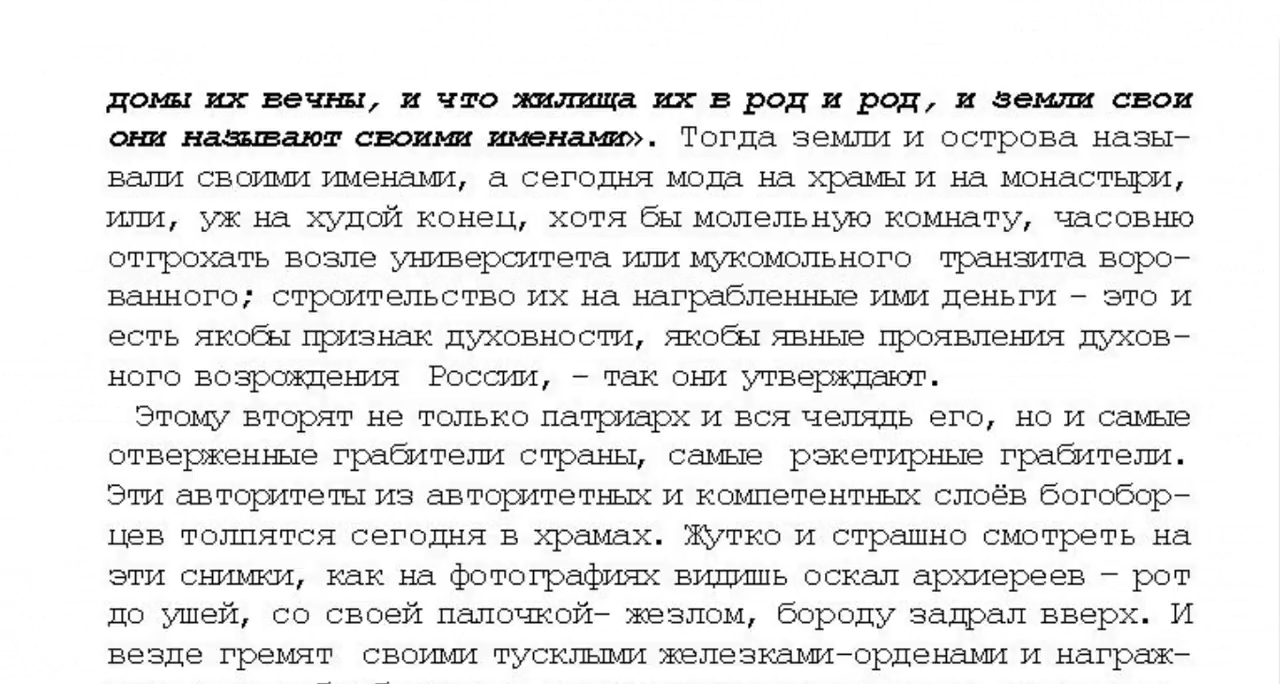 домы их вечны, и что жилища их в род и род, и земли свои
они называют своими именами». Тогда земли и острова назы-
вали своими именами, а сегодня мода на храмы и на монастыри,
или, уж на худой конец, хотя бы молельную комнату, часовню
отгрохать возле университета или мукомольного транзита воро-
ванного; строительство их на награбленные ими деньги – это и
есть якобы признак духовности, якобы явные проявления духов-
ного возрождения России, – так они утверждают.
Этому вторят не только патриарх и вся челядь его, но и самые
отверженные грабители страны, самые рэкетирные грабители.
Эти авторитеты из авторитетных и компетентных слоёв богобор-
цев толпятся сегодня в храмах. Жутко и страшно смотреть на
эти снимки, как на фотографиях видишь оскал архиереев – рот
до ушей, со своей палочкой– жезлом, бороду задрал вверх. И
везде гремят своими тусклыми железками-орденами и награж-